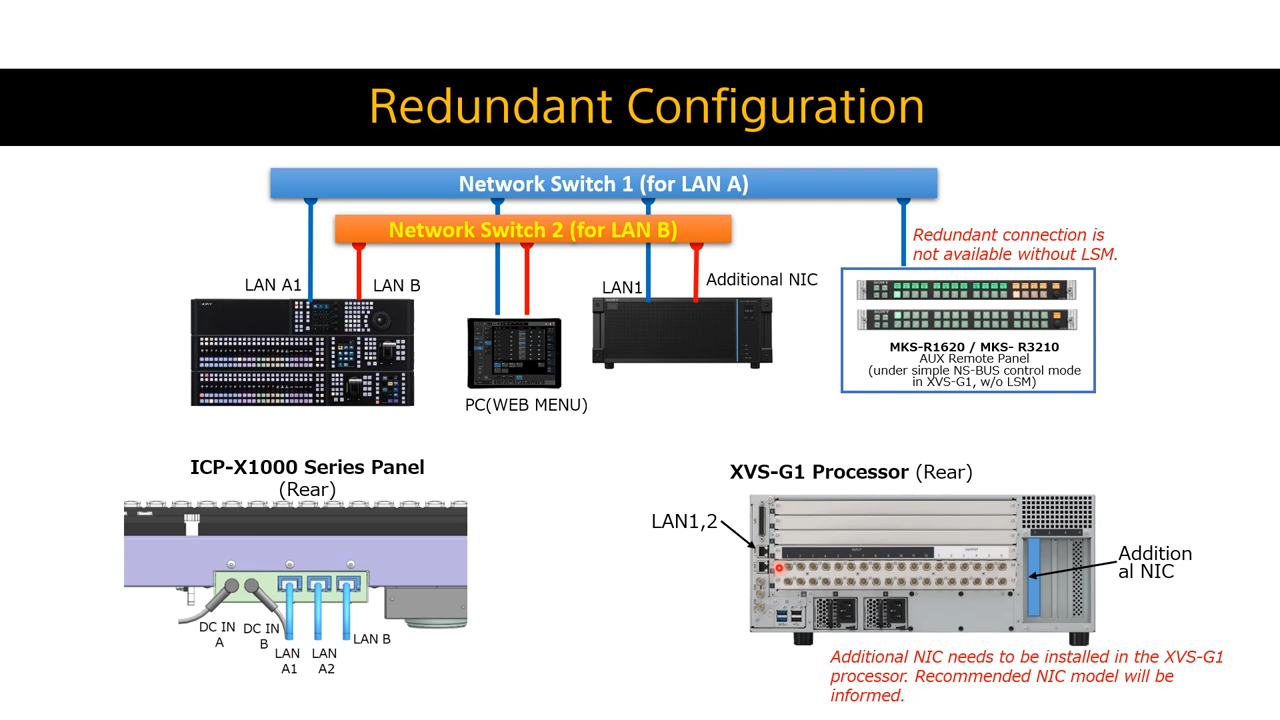 Redundant Configuration
Network Switch 1 (for LAN A)
Network Switch 2 (for LAN B)
Redundant connection is
not available without LSM.
LAN A1
LAN B
LAN1
Additional NIC
MKS-R1620 / MKS- R3210
AUX Remote Panel
(under simple NS-BUS control mode
in XVS-G1, w/o LSM)
PC(WEB MENU)
ICP-X1000 Series Panel
(Rear)
XVS-G1 Processor (Rear)
LAN1,2
Addition
al NIC
DC IN
A
DC IN
B
LAN
A1
LAN
A2
LAN B
Additional NIC needs to be installed in the XVS-G1
processor. Recommended NIC model will be
informed.